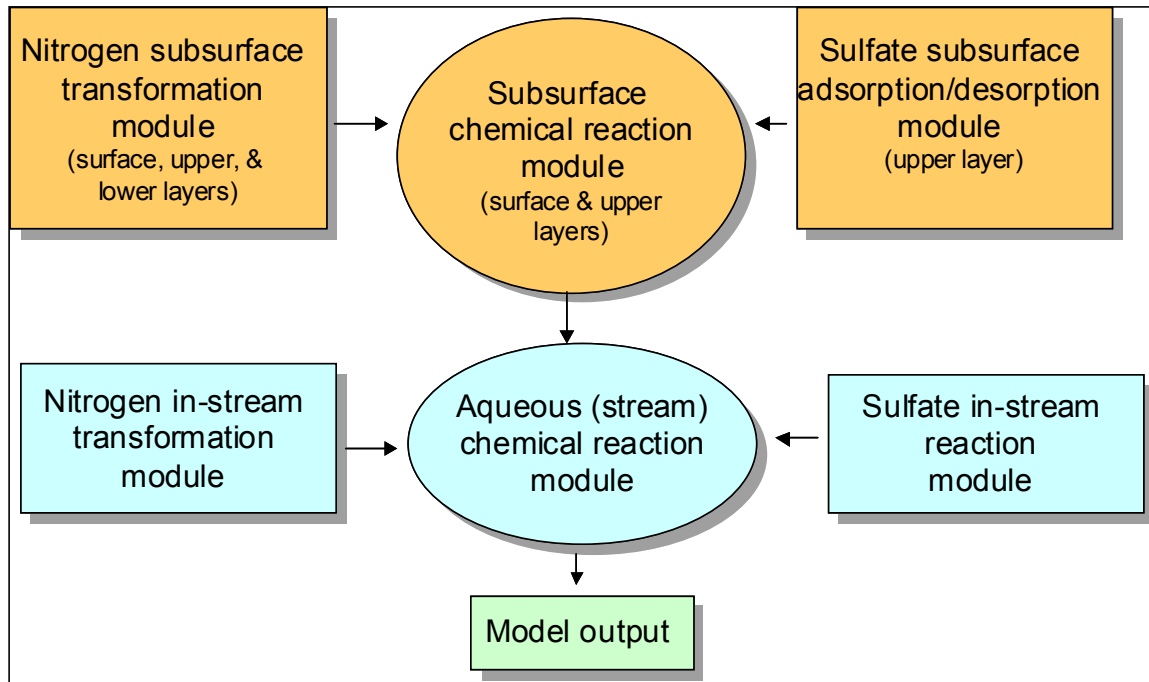 Nitrogen subsurface
transformation
module
(surface, upper, &
lower layers)
Subsurface
chemical reaction
module
(surface & upper
layers)
Sulfate subsurface
adsorption/desorption
module
(upper layer)
Nitrogen in-stream
transformation
module
Aqueous (stream)
chemical reaction
module
Sulfate in-stream
reaction
module
Model output